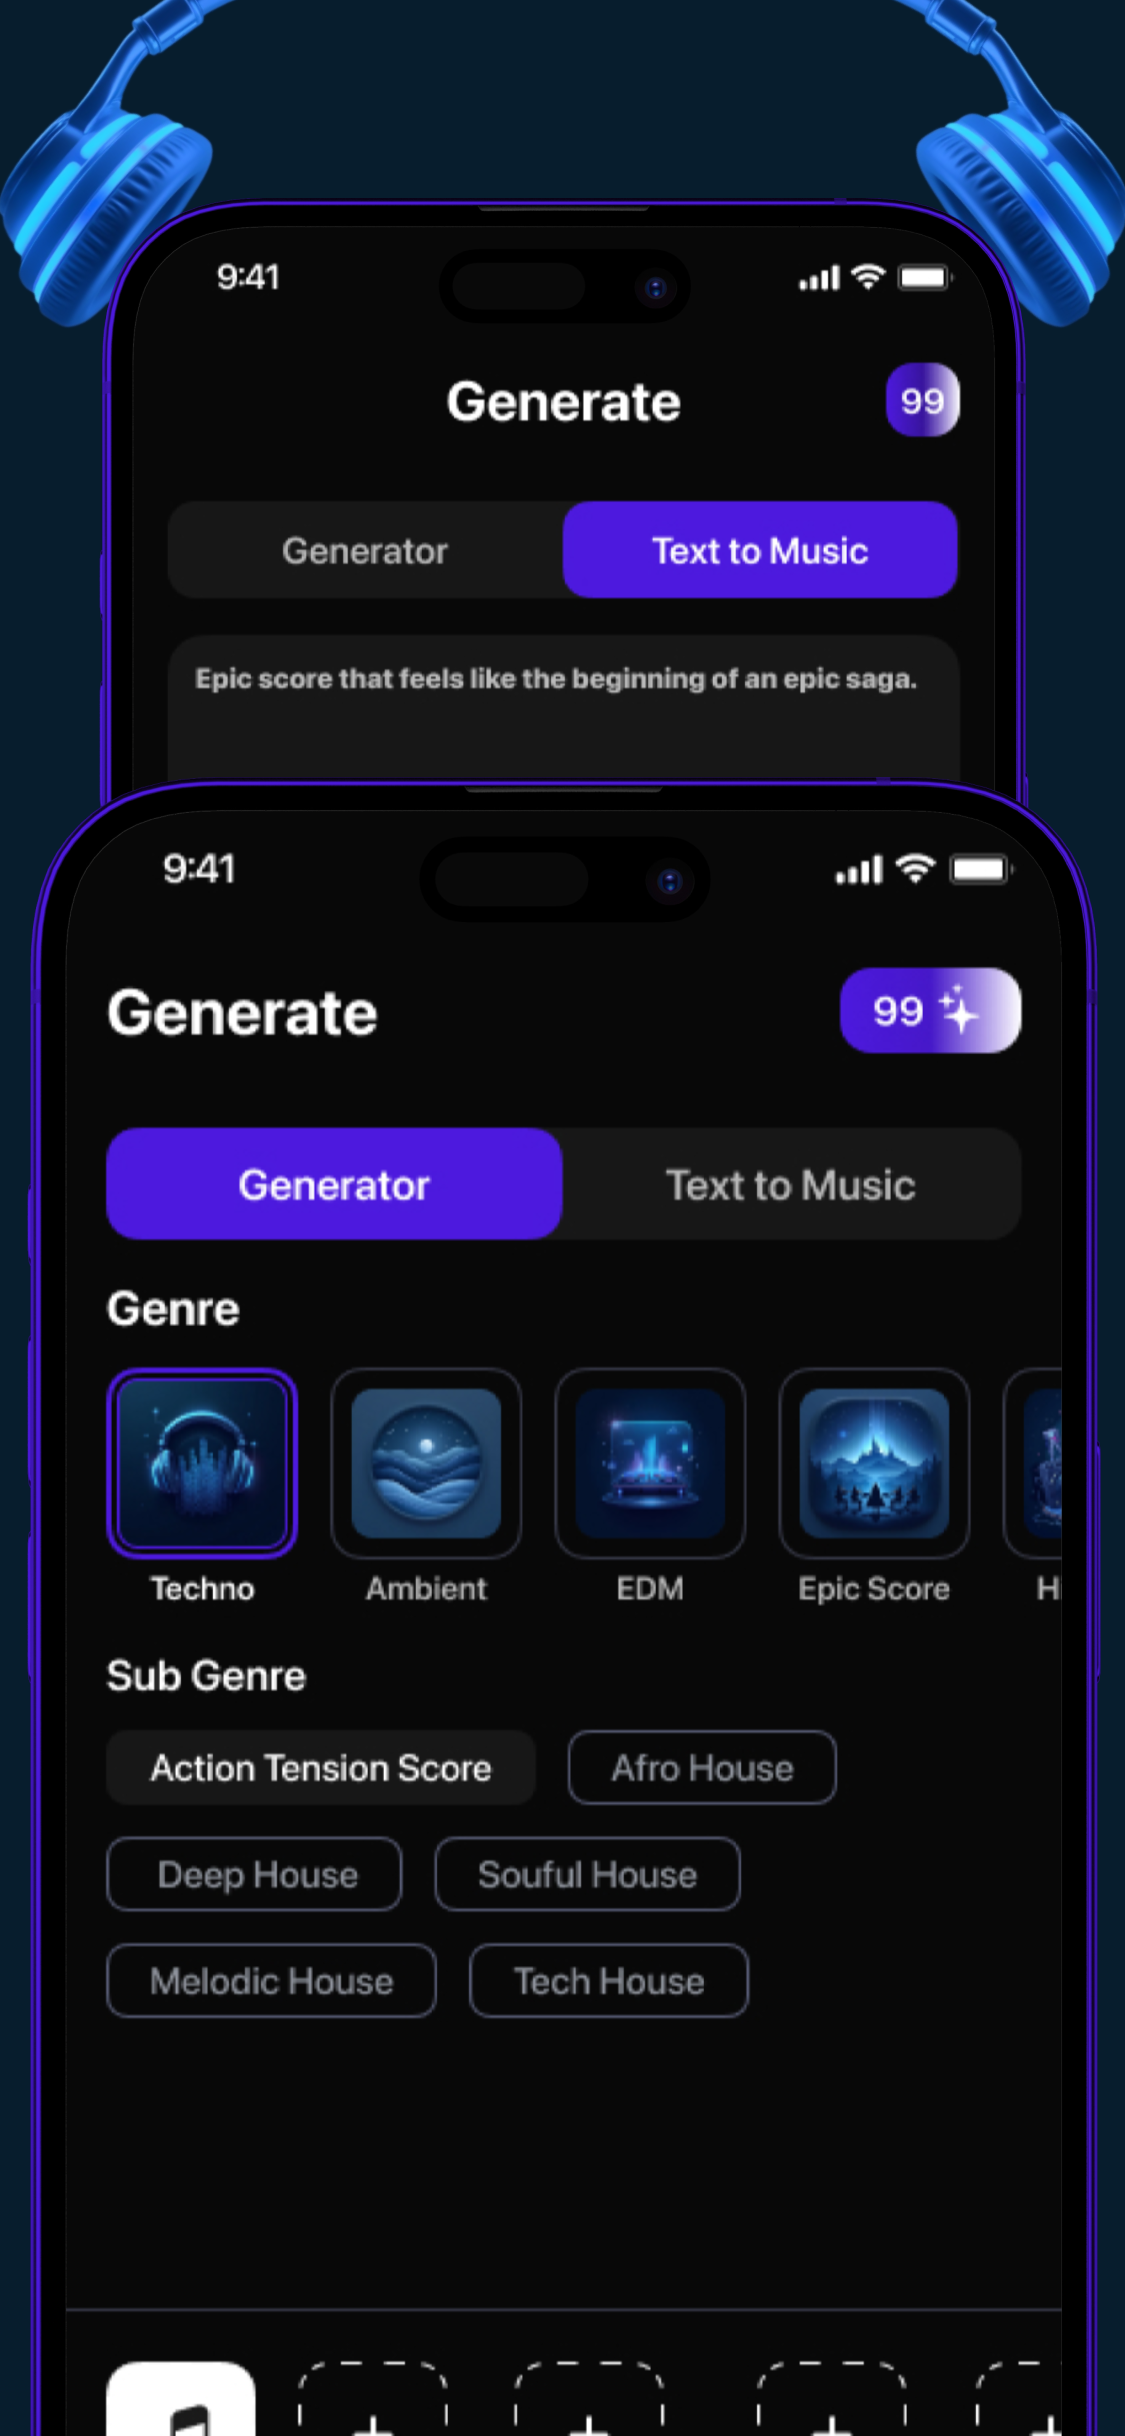 9:41
Generate
99
Generator
Text to Music
Epic score that feels like the beginning of an epic saga.
9:41
Generate
99
Generator
Text to Music
Genre
Techno
Ambient
EDM
Epic Score
Sub Genre
Action Tension Score
Afro House
Deep House
Souful House
Melodic House
Tech House